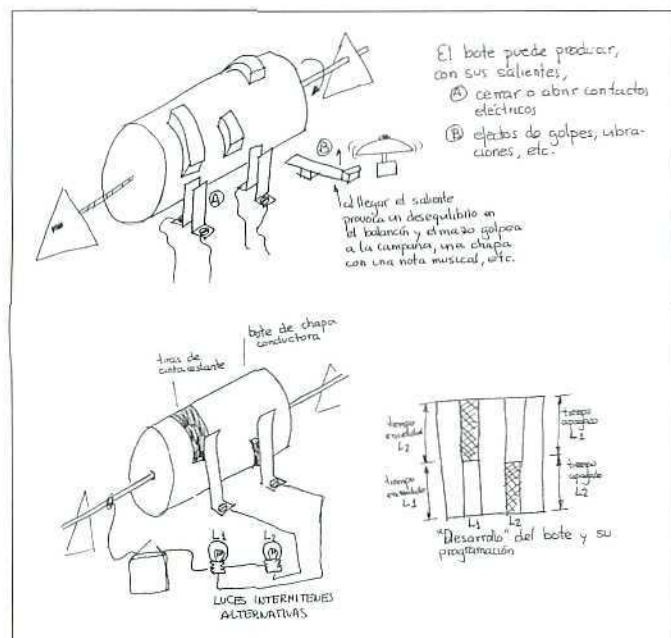 El bote puede producir,
con sus salientes,
Ⓐ cerrar o abrir contactos
eléctricos
Ⓑ efectos de golpes, vibra-
ciones, etc.
Ⓑ
Ⓐ
al llegar el saliente
provoca un desequilibrio en
el balancín y el mazo golpea
a la campana, una chapa
con una nota musical, etc.
bote de chapa
conductora
tiras de
cinta aislante
L1
L2
LUCES INTERMITENES
ALTERNATIVAS
tiempo
encendido
L2
tiempo
encendido
L1
tiempo
apagado
L1
tiempo
apagado
L2
L1 L2
"Desarrollo" del bote y su
programación